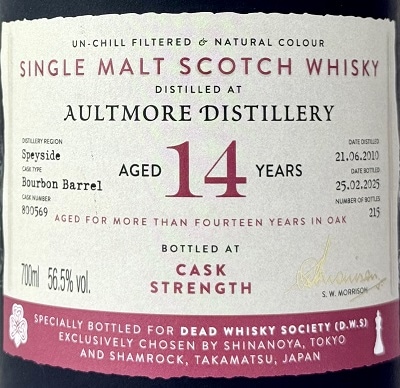 UN-CHILL FILTERED & NATURAL COLOUR
SINGLE MALT SCOTCH WHISKY
DISTILLED AT
AULTMORE DISTILLERY
DISTILLERY REGION
Speyside
CASK TYPE
Bourbon Barrel
CASK NUMBER
800569
AGED 14 YEARS
DATE DISTILLED
21.06.2010
DATE BOTTLED
25.02.2025
NUMBER OF BOTTLES
215
AGED FOR MORE THAN FOURTEEN YEARS IN OAK
BOTTLED AT
CASK
STRENGTH
700ml 56.5% vol.
S. W. MORRISON
SPECIALLY BOTTLED FOR DEAD WHISKY SOCIETY (D.W.S)
EXCLUSIVELY CHOSEN BY SHINANOYA, TOKYO
AND SHAMROCK, TAKAMATSU, JAPAN